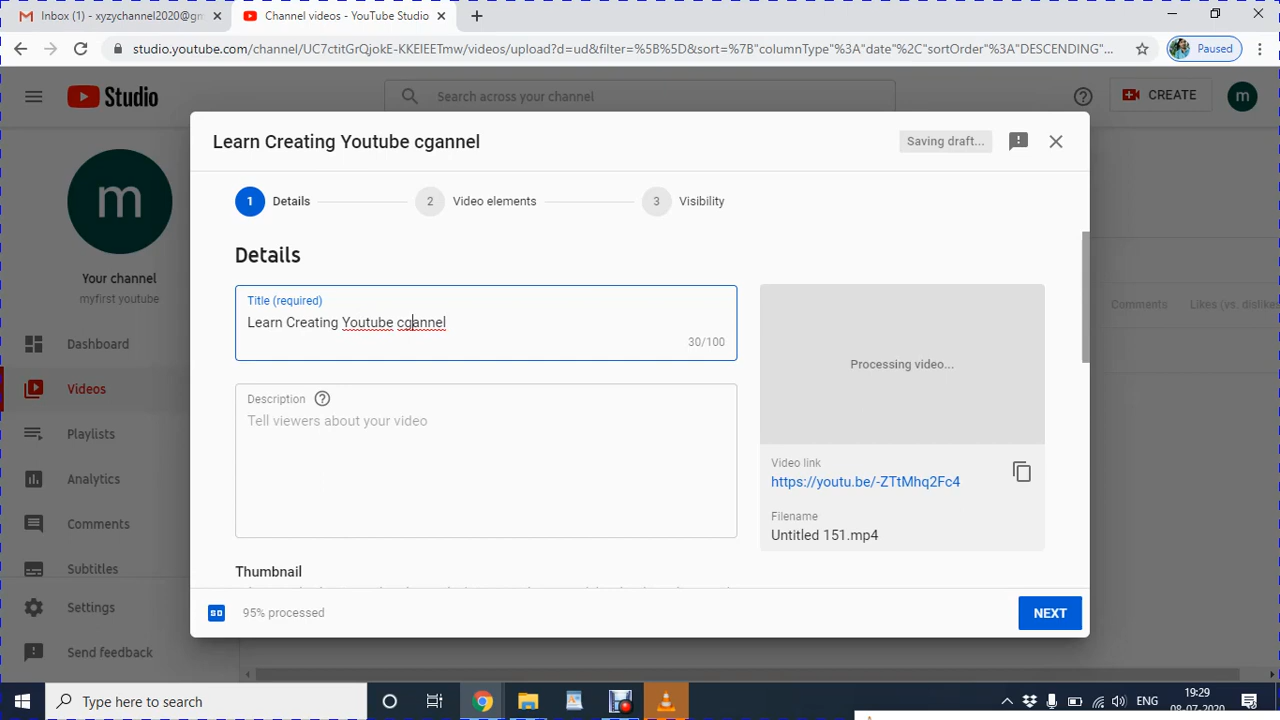 Inbox (1) - xyzychannel2020@gm
Channel videos - YouTube Studio
studio.youtube.com/channel/UC7ctitGrQjokE-KKEIEETmw/videos/upload?d=ud&filter=%5B%5D&sort=%7B"columnType"%3A"date"%2C"sortOrder"%3A"DESCENDING"...
Paused
Studio
Search across your channel
CREATE
m
Learn Creating Youtube cgannel
Saving draft...
m
1 Details
2 Video elements
3 Visibility
Details
Your channel
myfirst youtube
Title (required)
Learn Creating Youtube cgannel
30/100
Comments
Likes (vs. dislikes
Processing video...
Dashboard
Videos
Playlists
Analytics
Comments
Subtitles
Settings
Send feedback
Description
Tell viewers about your video
Video link
https://youtu.be/-ZTtMhq2Fc4
Filename
Untitled 151.mp4
Thumbnail
SD
95% processed
NEXT
Type here to search
ENG
19:29
08-07-2020